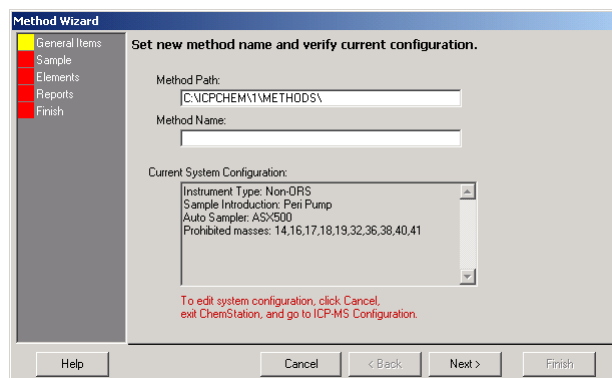 Method Wizard
General Items
Sample
Elements
Reports
Finish
Set new method name and verify current configuration.
Method Path:
C:\ICPCHEM\1\METHODS\
Method Name:
Current System Configuration:
Instrument Type: Non-ORS
Sample Introduction: Peri Pump
Auto Sampler: ASX500
Prohibited masses: 14,16,17,18,19,32,36,38,40,41
To edit system configuration, click Cancel,
exit ChemStation, and go to ICP-MS Configuration.
Help
Cancel
< Back
Next >
Finish